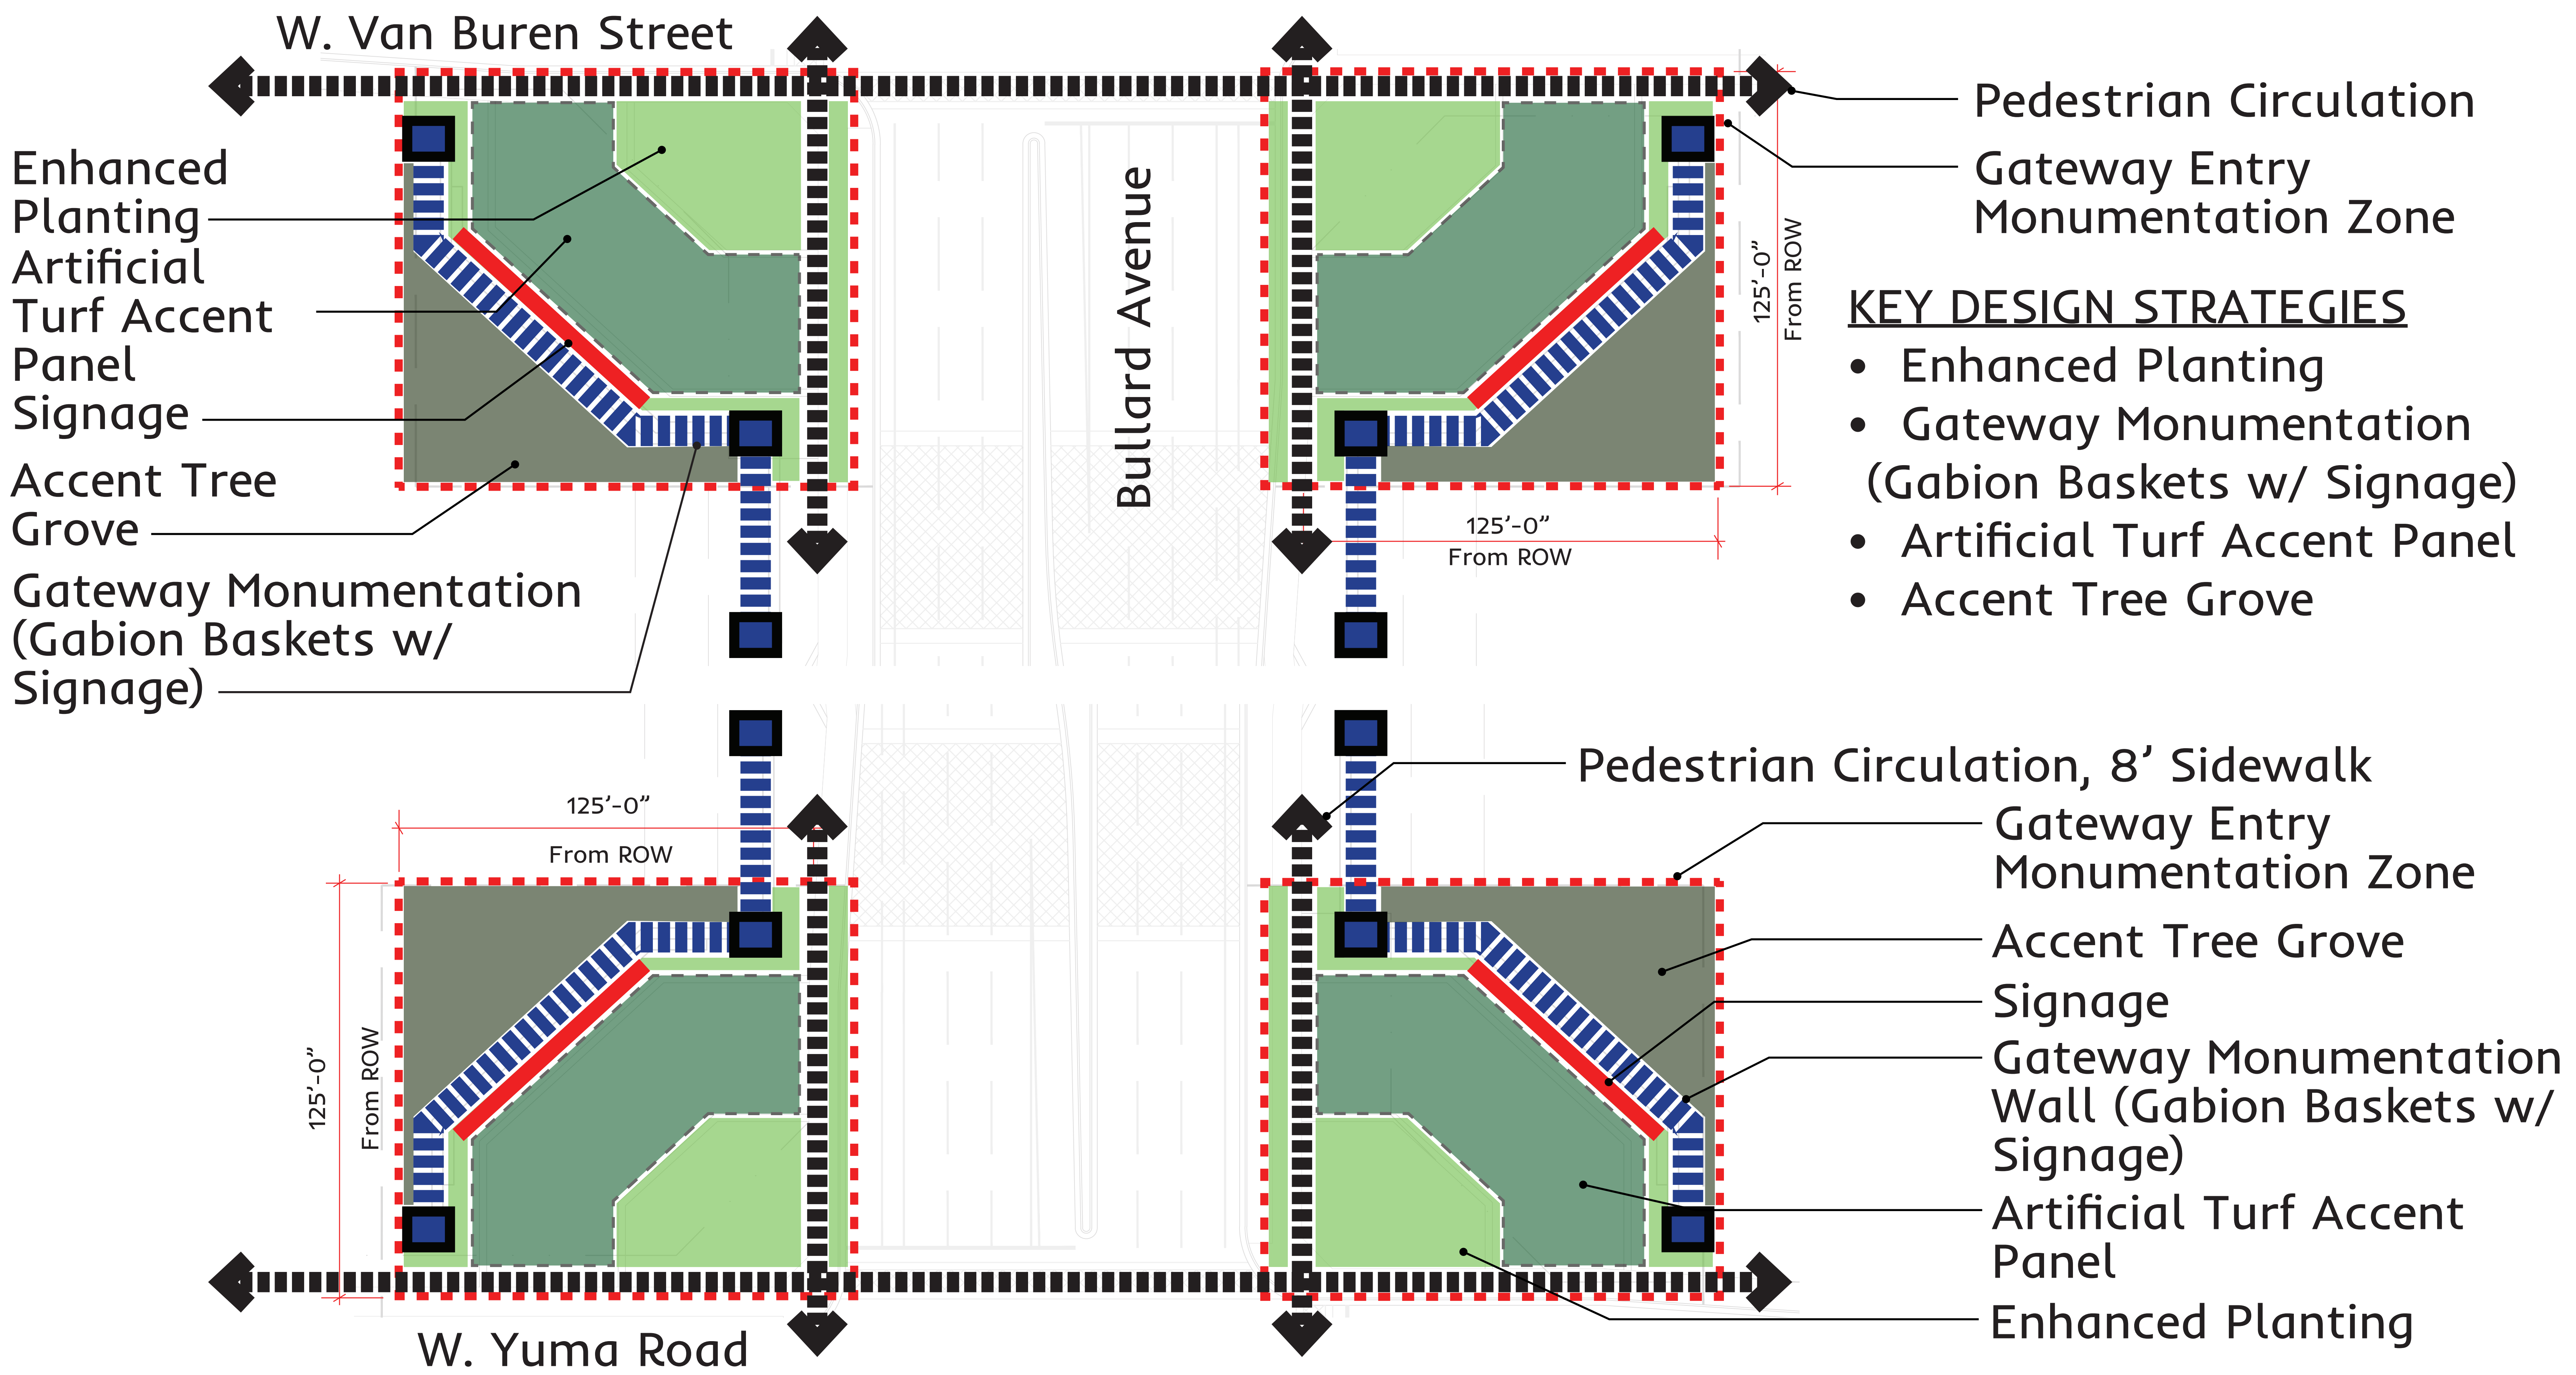 W. Van Buren Street
Enhanced
Planting
Artificial
Turf Accent
Panel
Signage
Accent Tree
Grove
Gateway Monumentation
(Gabion Baskets w/
Signage)
Bullard Avenue
125'-0"
From ROW
125'-0"
From ROW
Pedestrian Circulation
Gateway Entry
Monumentation Zone
KEY DESIGN STRATEGIES
• Enhanced Planting
• Gateway Monumentation
(Gabion Baskets w/ Signage)
• Artificial Turf Accent Panel
• Accent Tree Grove
125'-0"
From ROW
125'-0"
From ROW
Pedestrian Circulation, 8' Sidewalk
Gateway Entry
Monumentation Zone
Accent Tree Grove
Signage
Gateway Monumentation
Wall (Gabion Baskets w/
Signage)
Artificial Turf Accent
Panel
Enhanced Planting
W. Yuma Road